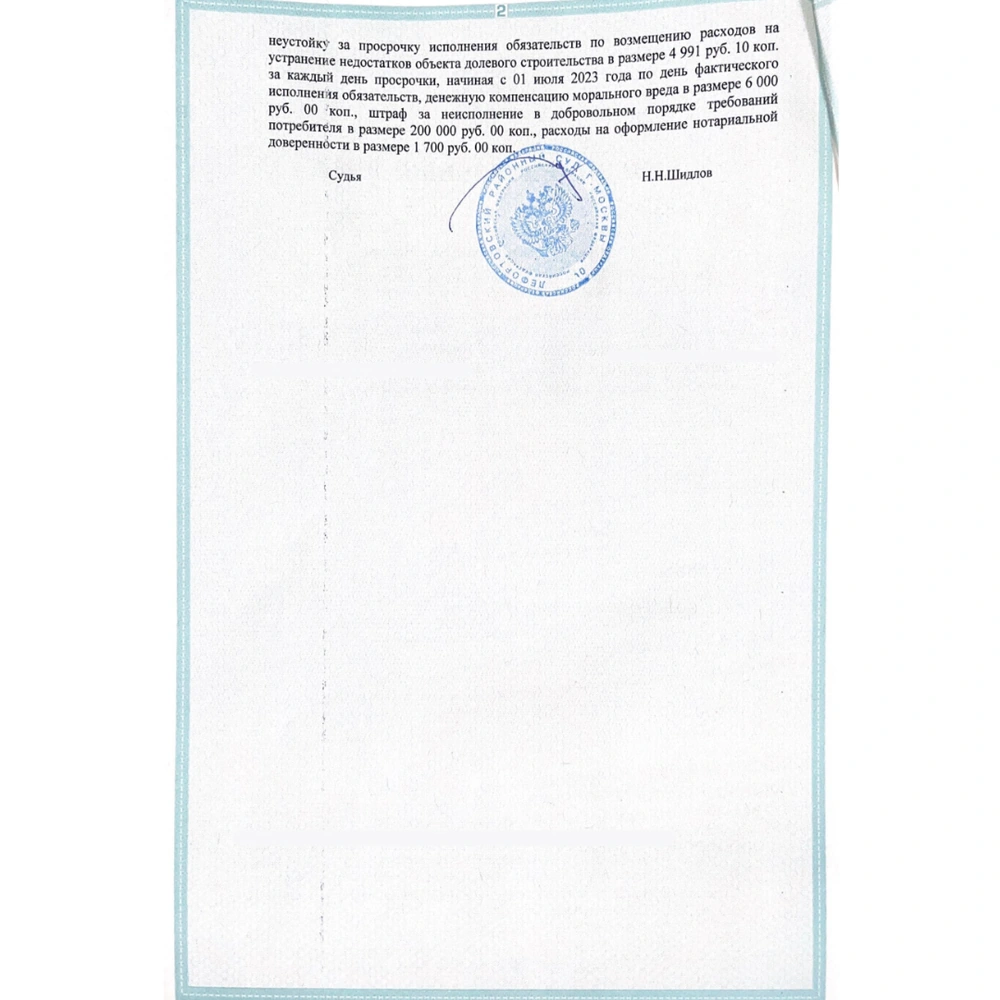 2
неустойку за просрочку исполнения обязательств по возмещению расходов на
устранение недостатков объекта долевого строительства в размере 4 991 руб. 10 коп.
за каждый день просрочки, начиная с 01 июля 2023 года по день фактического
исполнения обязательств, денежную компенсацию морального вреда в размере 6 000
руб. 00 коп., штраф за неисполнение в добровольном порядке требований
потребителя в размере 200 000 руб. 00 коп., расходы на оформление нотариальной
доверенности в размере 1 700 руб. 00 коп.
Судья
Н.Н.Шидлов
ЛЕФОРТОВСКИЙ РАЙОННЫЙ СУД Г. МОСКВЫ